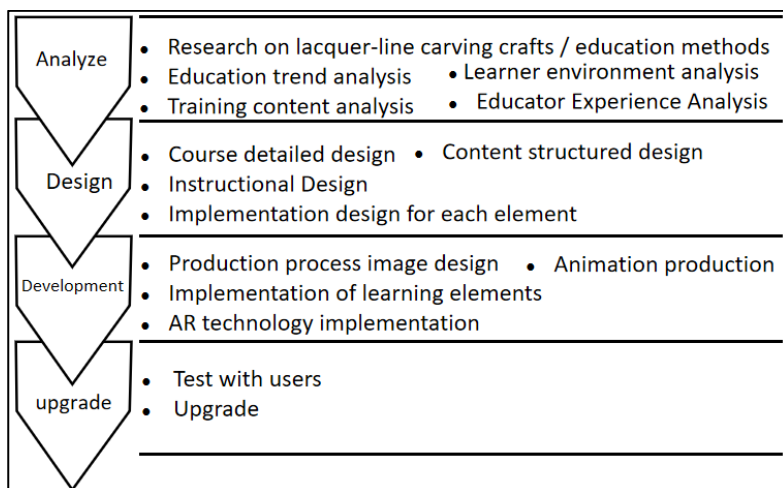 Analyze
• Research on lacquer-line carving crafts / education methods
• Education trend analysis • Learner environment analysis
• Training content analysis • Educator Experience Analysis
Design
• Course detailed design • Content structured design
• Instructional Design
• Implementation design for each element
Development
• Production process image design • Animation production
• Implementation of learning elements
• AR technology implementation
upgrade
• Test with users
• Upgrade